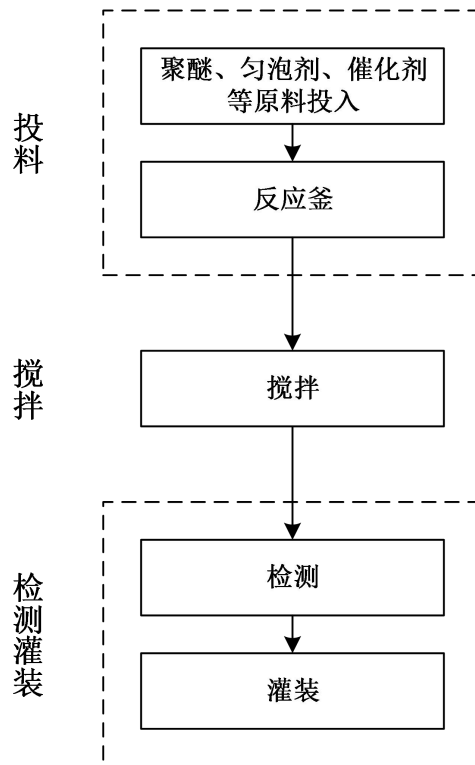 投料
聚醚、匀泡剂、催化剂
等原料投入
反应釜
搅拌
搅拌
检测灌装
检测
灌装